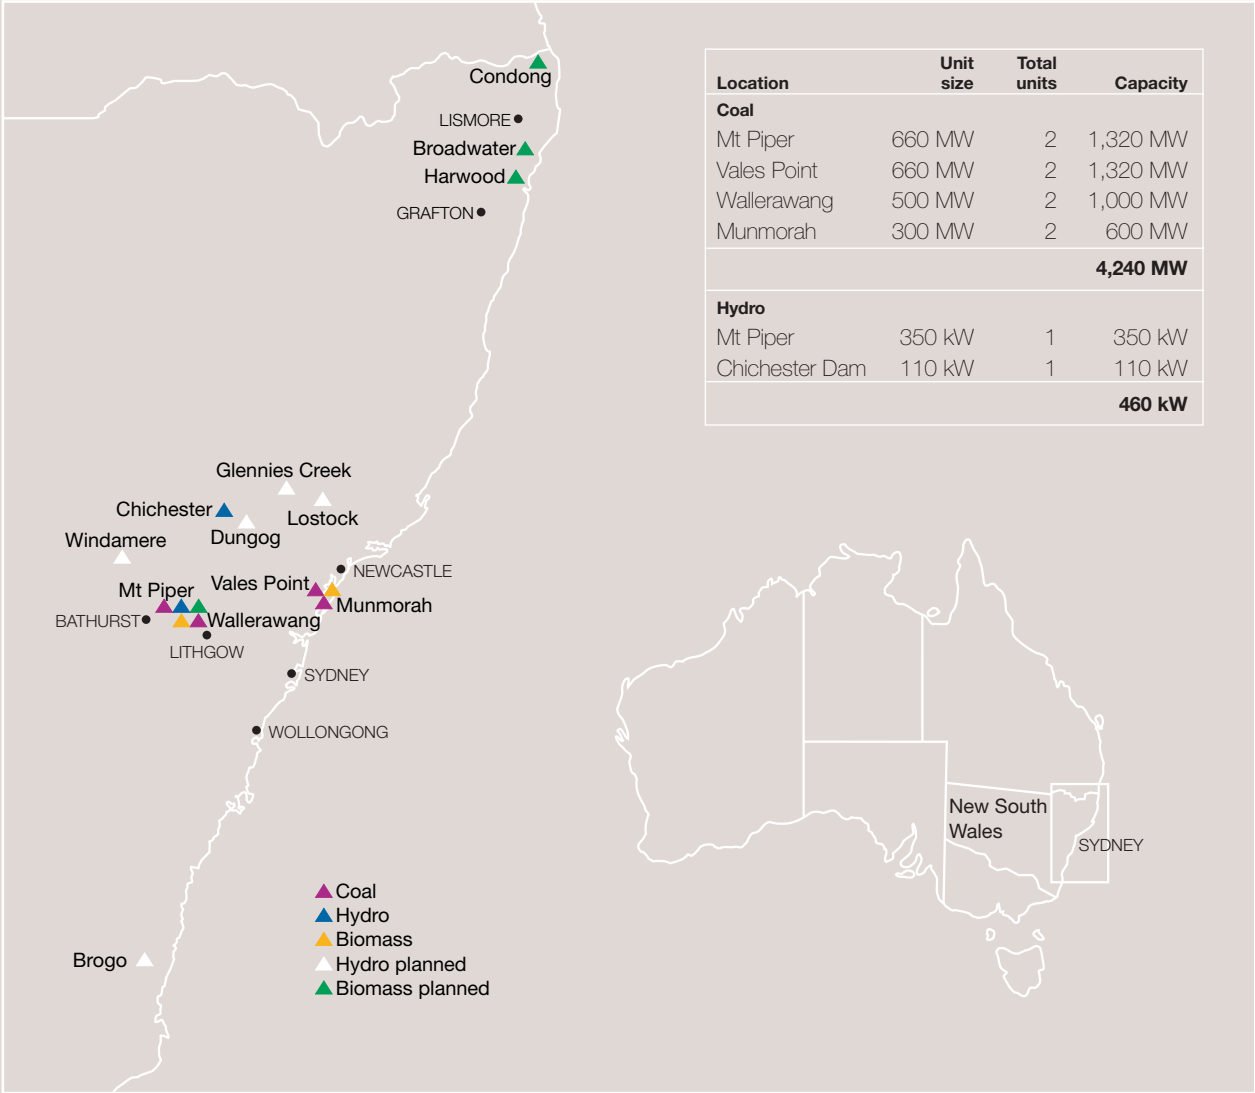 Condong
LISMORE
Broadwater
Harwood
GRAFTON
Glennies Creek
Chichester
Lostock
Dungog
Windamere
NEWCASTLE
Vales Point
Mt Piper
Munmorah
BATHURST
Wallerawang
LITHGOW
SYDNEY
WOLLONGONG
Brogo
Coal
Hydro
Biomass
Hydro planned
Biomass planned
Location Unit size Total units Capacity
Coal
Mt Piper 660 MW 2 1,320 MW
Vales Point 660 MW 2 1,320 MW
Wallerawang 500 MW 2 1,000 MW
Munmorah 300 MW 2 600 MW
4,240 MW
Hydro
Mt Piper 350 kW 1 350 kW
Chichester Dam 110 kW 1 110 kW
460 kW
New South
Wales
SYDNEY